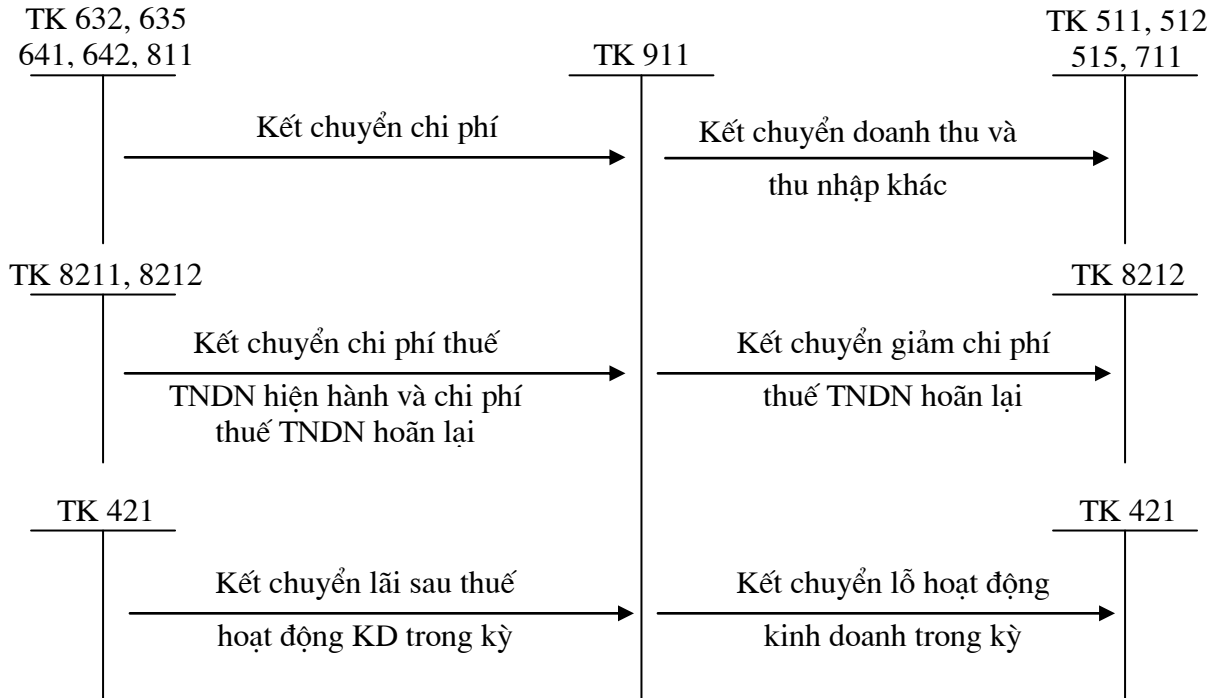 TK 632, 635
641, 642, 811
TK 911
TK 511, 512
515, 711
Kết chuyển chi phí
Kết chuyển doanh thu và
thu nhập khác
TK 8211, 8212
TK 8212
Kết chuyển chi phí thuế
TNDN hiện hành và chi phí
thuế TNDN hoãn lại
Kết chuyển giảm chi phí
thuế TNDN hoãn lại
TK 421
TK 421
Kết chuyển lãi sau thuế
hoạt động KD trong kỳ
Kết chuyển lỗ hoạt động
kinh doanh trong kỳ